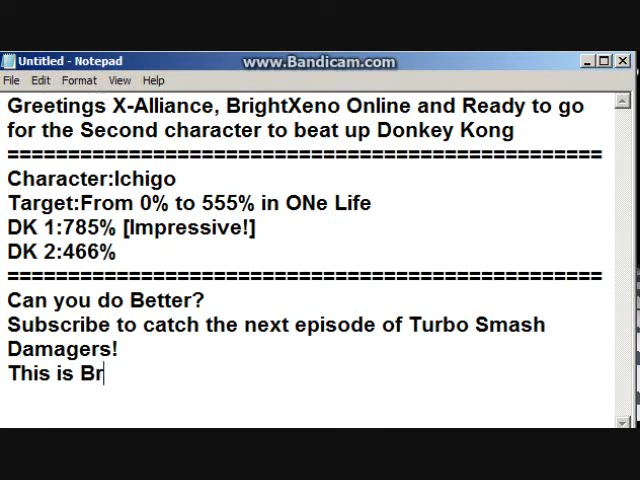 Untitled - Notepad
www.Bandicam.com
File Edit Format View Help
Greetings X-Alliance, BrightXeno Online and Ready to go
for the Second character to beat up Donkey Kong
=================================================
Character:Ichigo
Target:From 0% to 555% in ONe Life
DK 1:785% [Impressive!]
DK 2:466%
=================================================
Can you do Better?
Subscribe to catch the next episode of Turbo Smash
Damagers!
This is Br